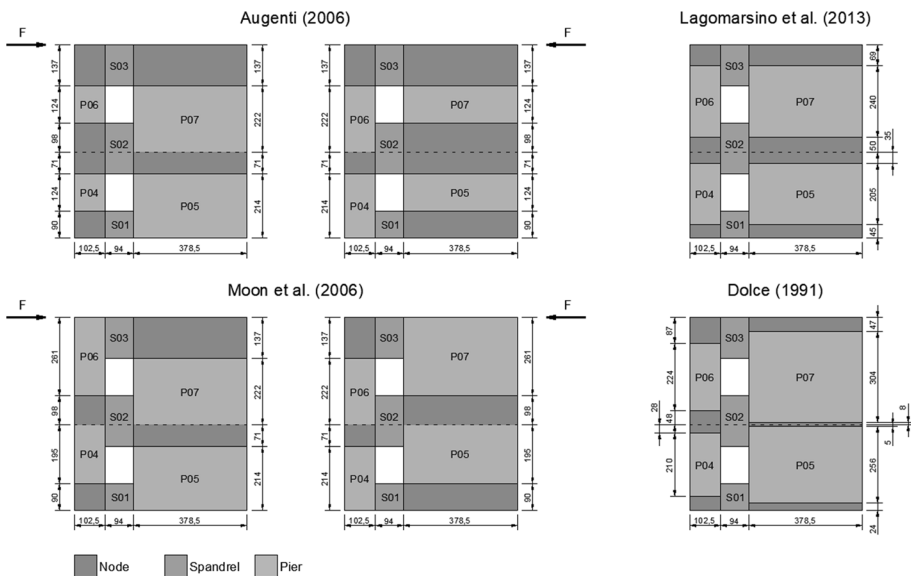 Augenti (2006)
F
F
137
124
98
71
124
90
S03
P06
P07
S02
P04
P05
S01
222
71
214
102,5
94
378,5
137
222
71
214
S03
P07
P06
S02
P05
P04
S01
137
124
98
71
124
90
102,5
94
378,5
Lagomarsino et al. (2013)
S03
P06
P07
S02
P04
P05
S01
69
240
35
50
205
45
102,5
94
378,5
Moon et al. (2006)
F
F
261
98
195
90
S03
P06
P07
S02
P04
P05
S01
137
222
71
214
102,5
94
378,5
137
222
71
214
S03
P07
P06
S02
P05
P04
S01
261
98
195
90
102,5
94
378,5
Dolce (1991)
87
224
28
48
210
S03
P06
P07
S02
P04
P05
S01
47
304
8
5
256
24
102,5
94
378,5
Node
Spandrel
Pier